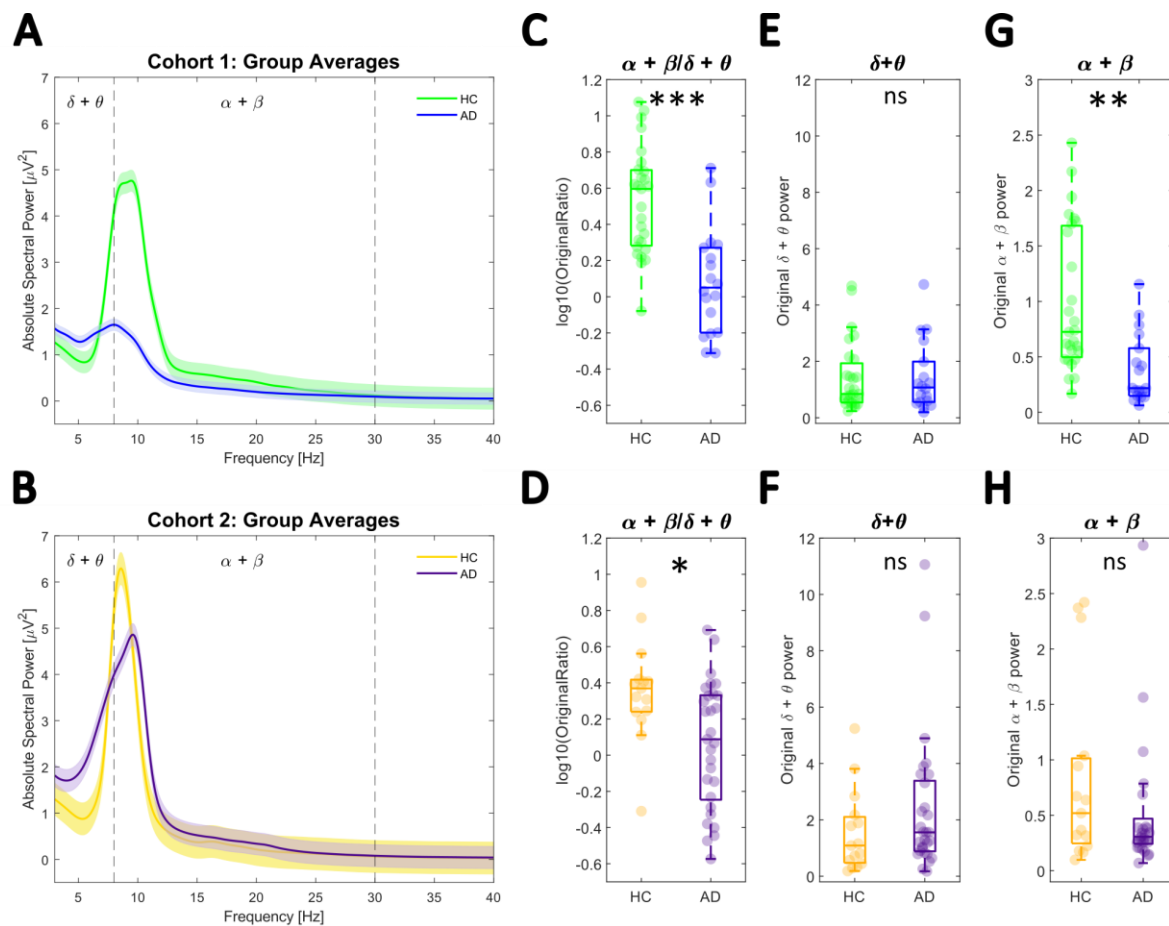 A
Cohort 1: Group Averages
δ + θ
α + β
HC
AD
Absolute Spectral Power [μV²]
7
6
5
4
3
2
1
0
5
10
15
20
25
30
35
40
Frequency [Hz]
C
α + β/δ + θ
***
log10(OriginalRatio)
1.2
1
0.8
0.6
0.4
0.2
0
-0.2
-0.4
-0.6
HC
AD
E
δ+θ
ns
Original δ + θ power
12
10
8
6
4
2
0
HC
AD
G
α + β
**
Original α + β power
3
2.5
2
1.5
1
0.5
0
HC
AD
B
Cohort 2: Group Averages
δ + θ
α + β
HC
AD
Absolute Spectral Power [μV²]
7
6
5
4
3
2
1
0
5
10
15
20
25
30
35
40
Frequency [Hz]
D
α + β/δ + θ
*
log10(OriginalRatio)
1.2
1
0.8
0.6
0.4
0.2
0
-0.2
-0.4
-0.6
HC
AD
F
δ+θ
ns
Original δ + θ power
12
10
8
6
4
2
0
HC
AD
H
α + β
ns
Original α + β power
3
2.5
2
1.5
1
0.5
0
HC
AD